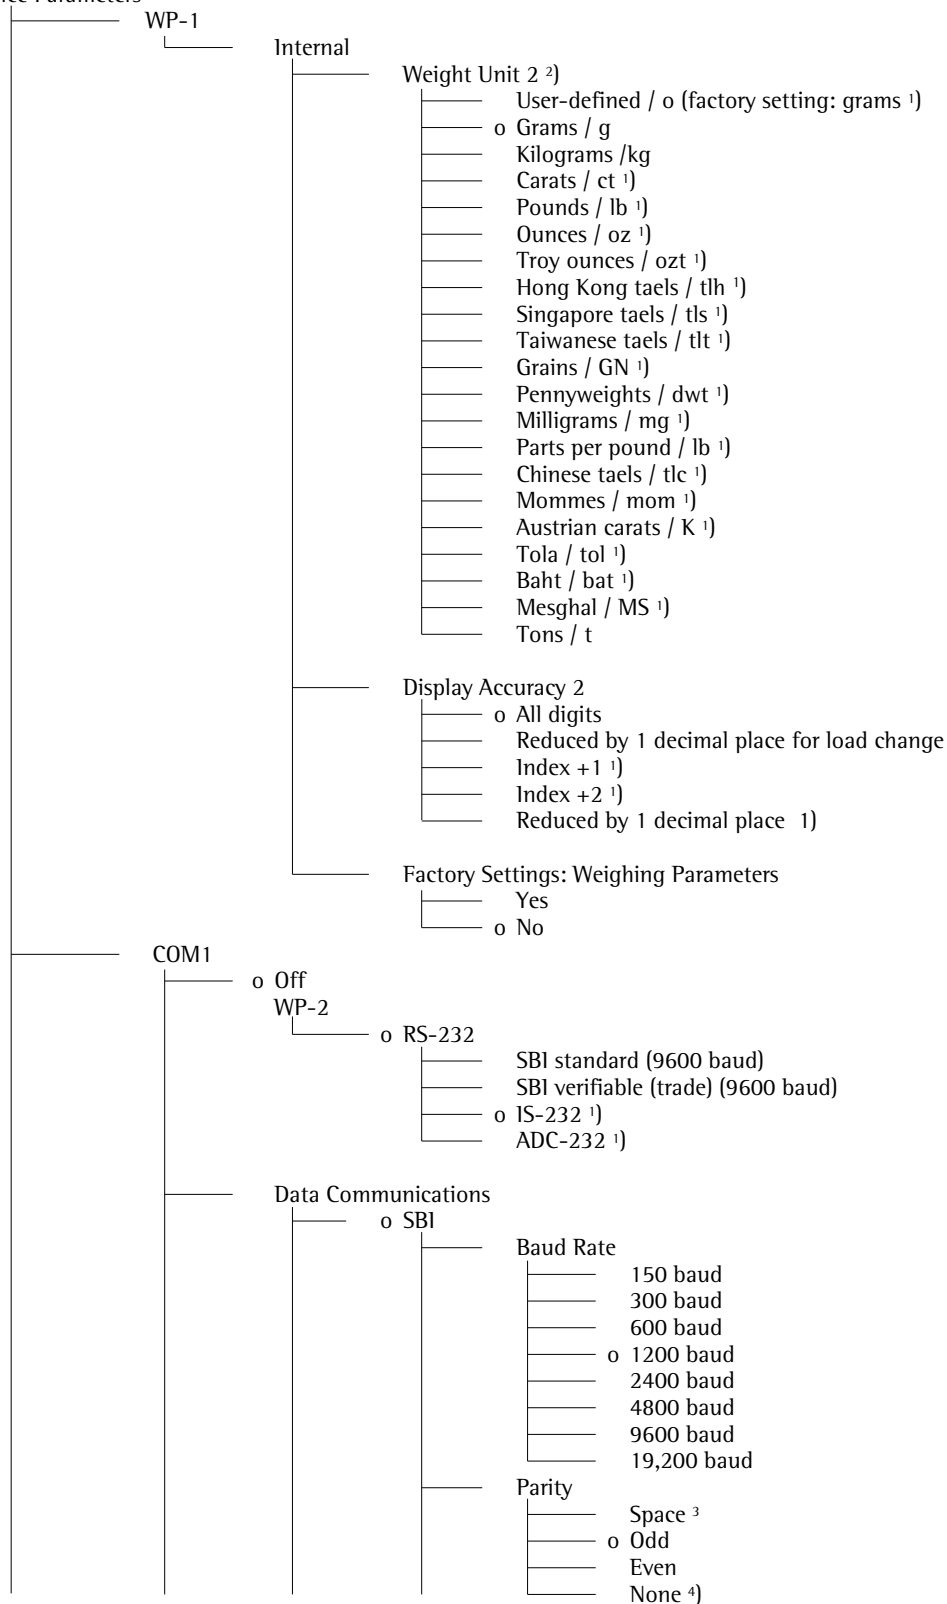 WP-1
Internal
Weight Unit 2 ²)
User-defined / o (factory setting: grams ¹)
o Grams / g
Kilograms /kg
Carats / ct ¹)
Pounds / lb ¹)
Ounces / oz ¹)
Troy ounces / ozt ¹)
Hong Kong taels / tlh ¹)
Singapore taels / tls ¹)
Taiwanese taels / tlt ¹)
Grains / GN ¹)
Pennyweights / dwt ¹)
Milligrams / mg ¹)
Parts per pound / lb ¹)
Chinese taels / tlc ¹)
Mommes / mom ¹)
Austrian carats / K ¹)
Tola / tol ¹)
Baht / bat ¹)
Mesghal / MS ¹)
Tons / t
Display Accuracy 2
o All digits
Reduced by 1 decimal place for load change
Index +1 ¹)
Index +2 ¹)
Reduced by 1 decimal place 1)
Factory Settings: Weighing Parameters
Yes
o No
COM1
o Off
WP-2
o RS-232
SBI standard (9600 baud)
SBI verifiable (trade) (9600 baud)
o IS-232 ¹)
ADC-232 ¹)
Data Communications
o SBI
Baud Rate
150 baud
300 baud
600 baud
o 1200 baud
2400 baud
4800 baud
9600 baud
19,200 baud
Parity
Space ³
o Odd
Even
None ⁴)